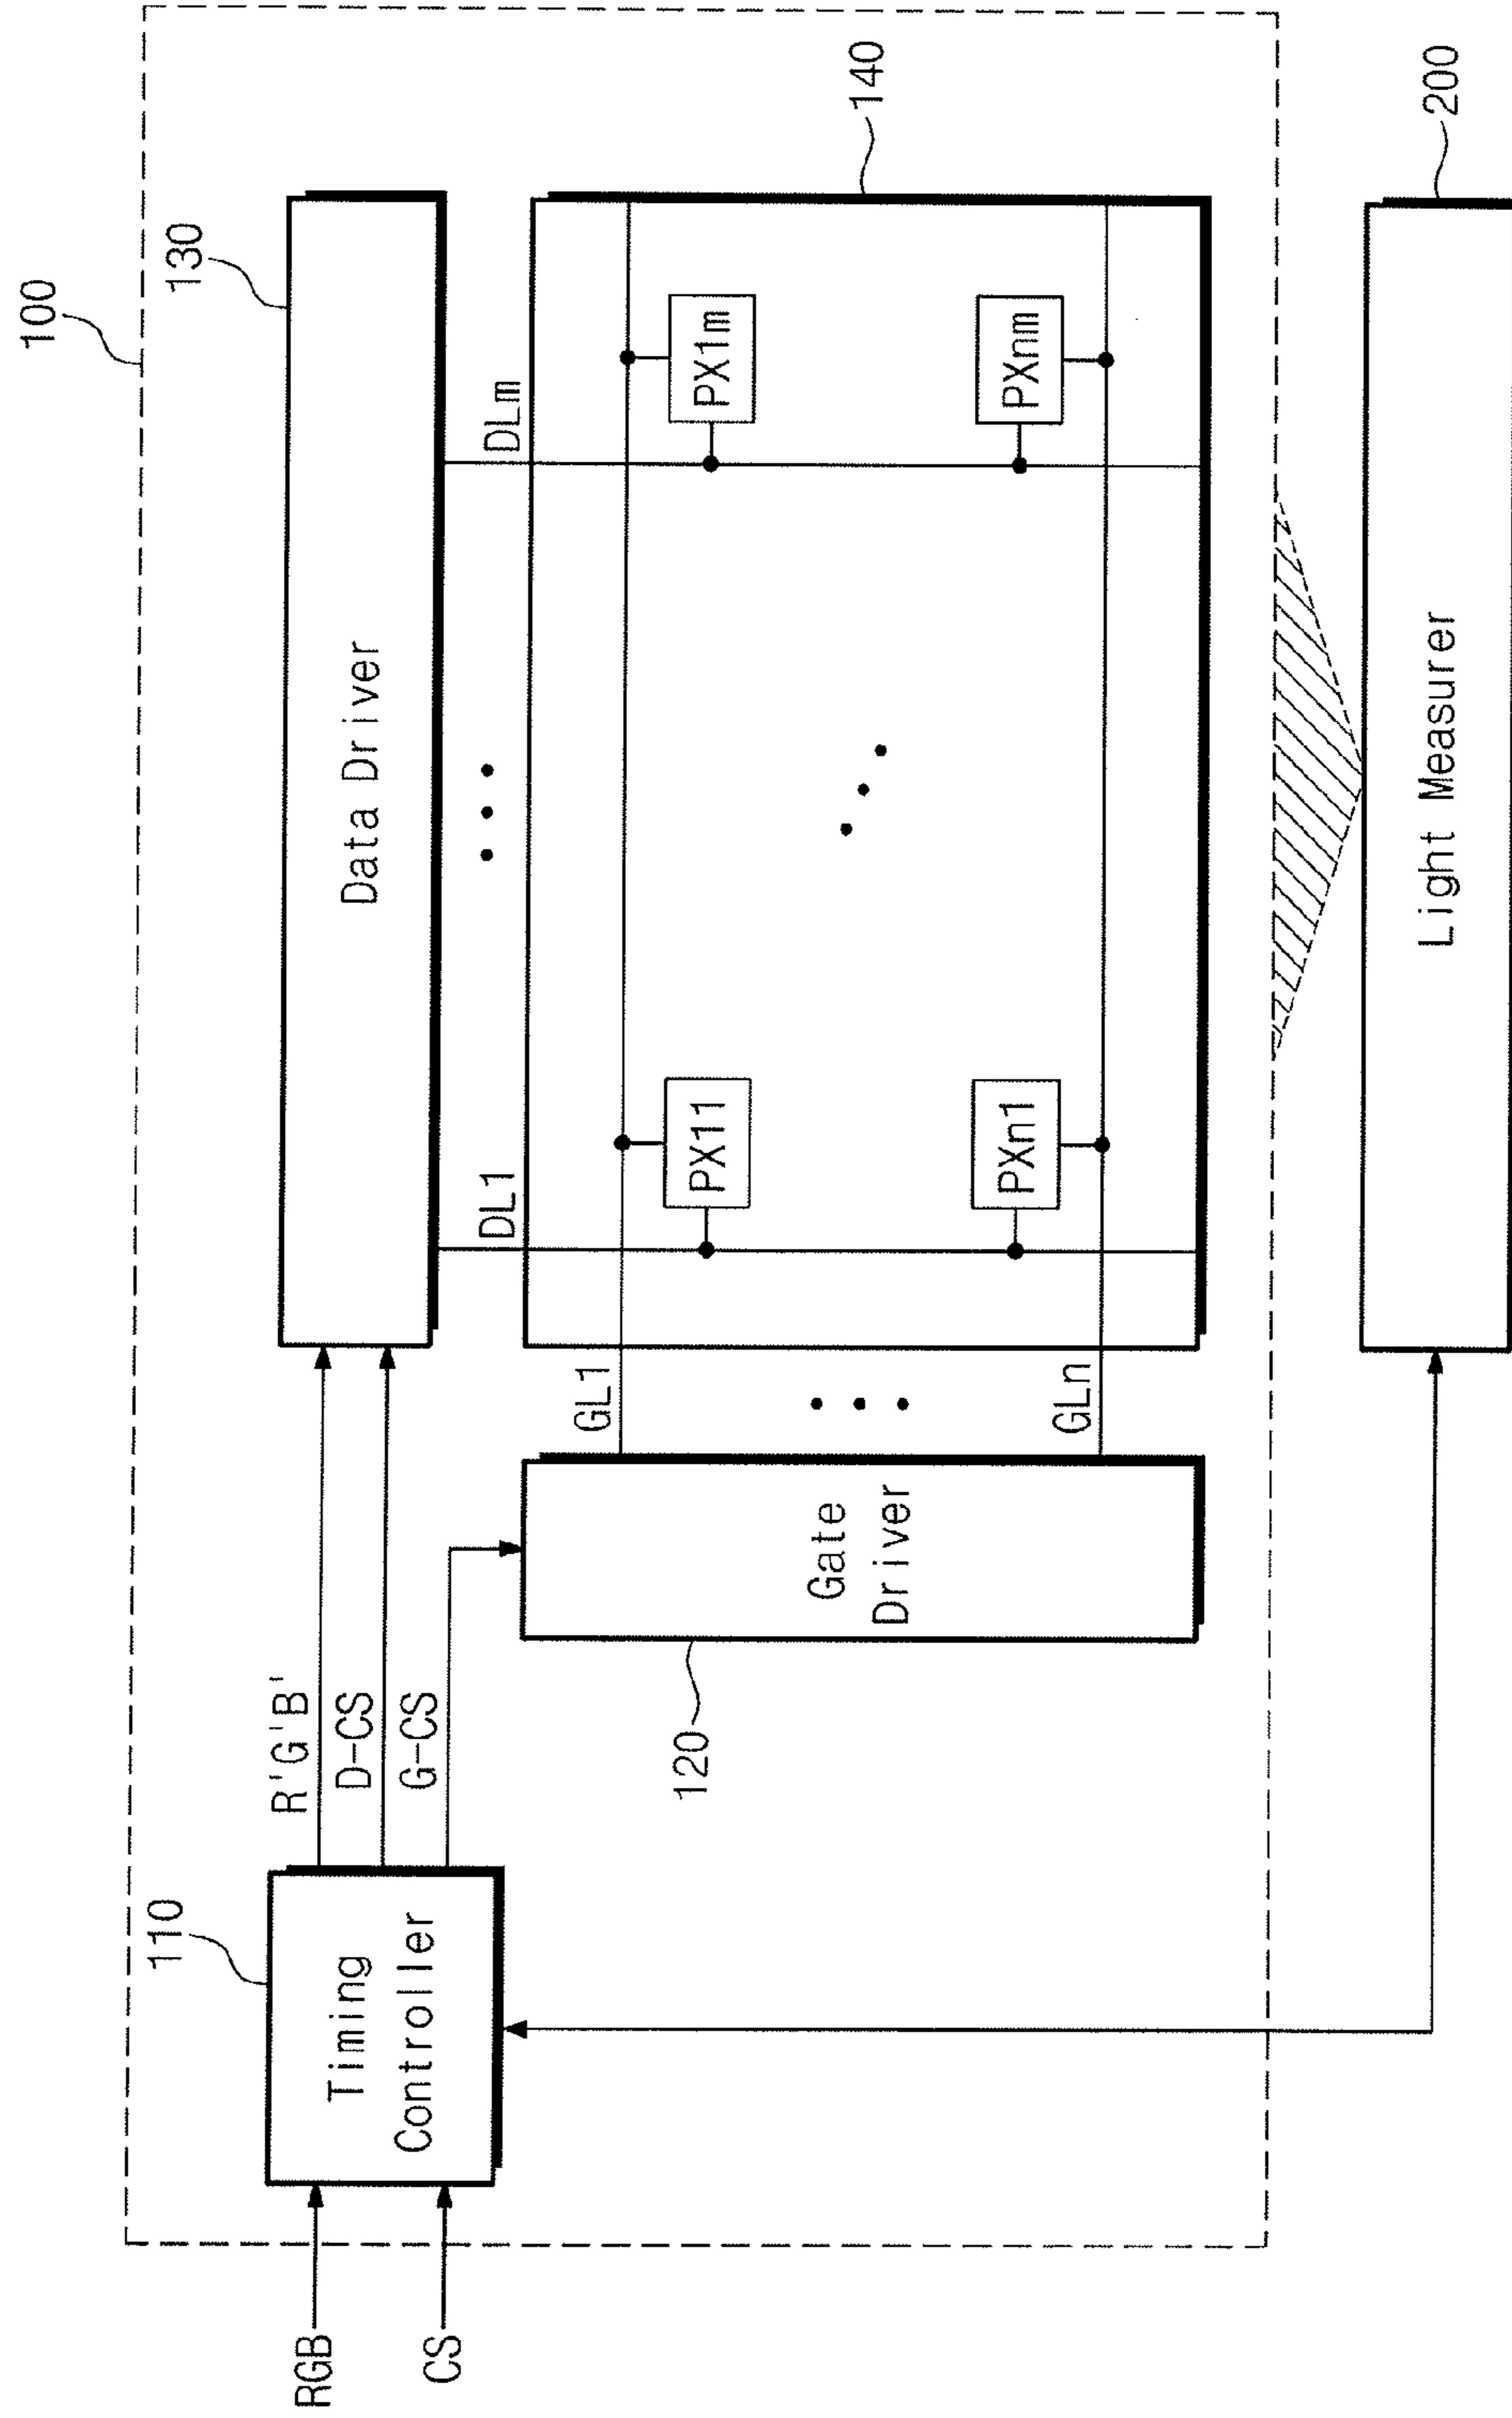 100
110
130
RGB
CS
Timing
Controller
R'G'B'
D-CS
G-CS
Data Driver
DL1
DLm
120
Gate
Driver
GL1
GLn
PX11
PX1m
PXn1
PXnm
140
Light Measurer
200